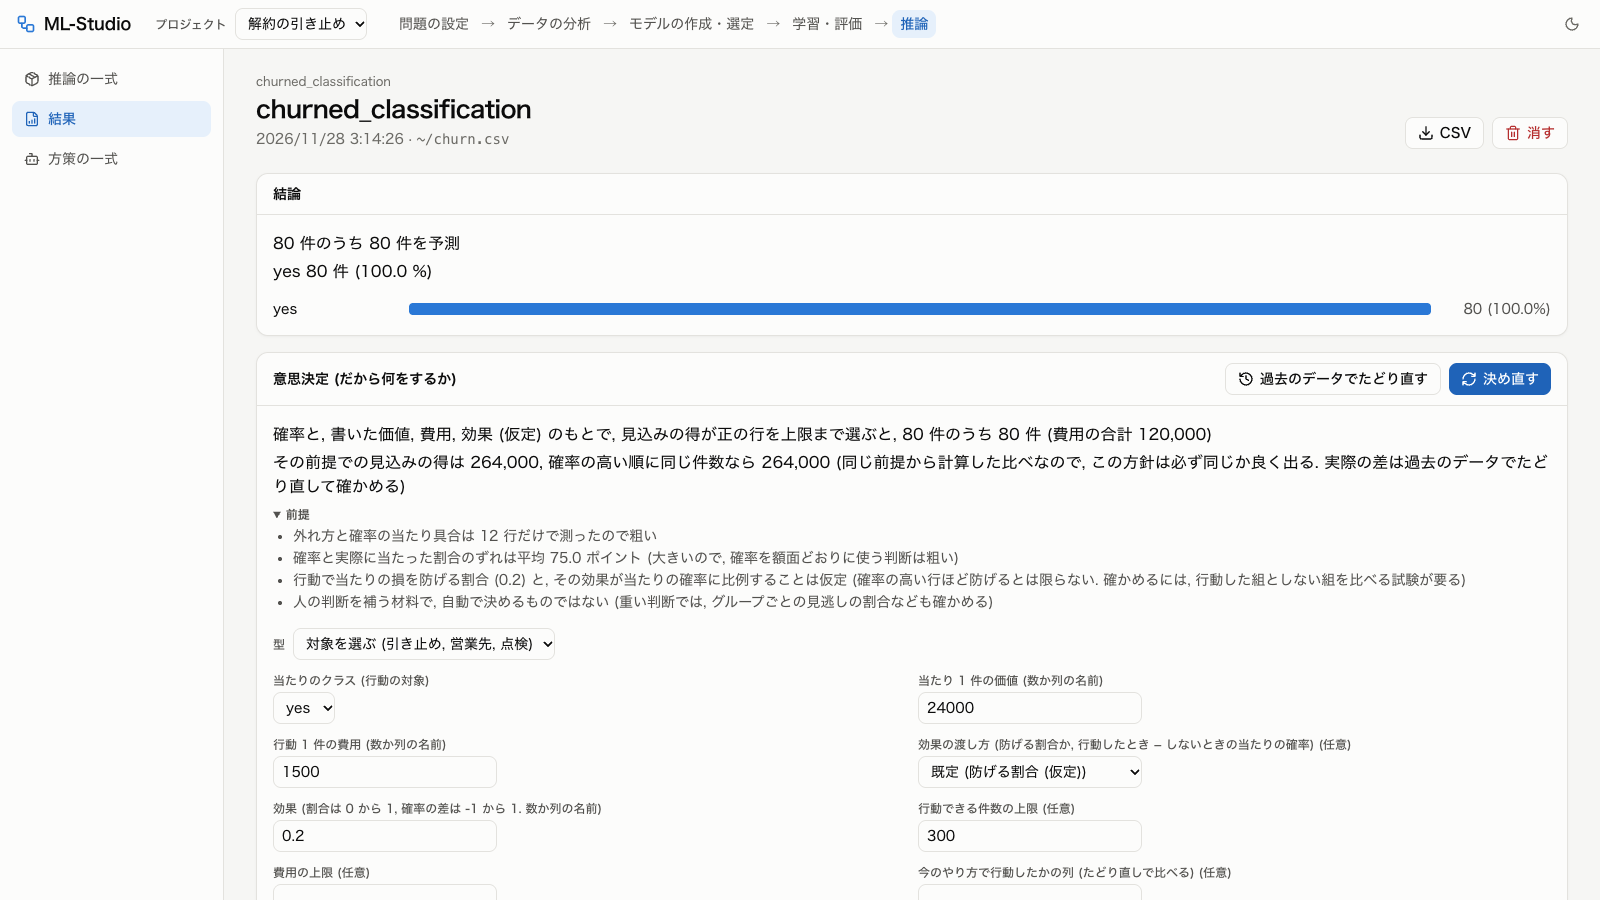 ML-Studio プロジェクト 解約の引き止め 問題の設定 → データの分析 → モデルの作成・選定 → 学習・評価 → 推論
推論の一式
結果
方策の一式
churned_classification
churned_classification
2026/11/28 3:14:26 · ~/churn.csv
CSV 消す
結論
80 件のうち 80 件を予測
yes 80 件 (100.0 %)
yes 80 (100.0%)
意思決定 (だから何をするか) 過去のデータでたどり直す 決め直す
確率と, 書いた価値, 費用, 効果 (仮定) のもとで, 見込みの得が正の行を上限まで選ぶと, 80 件のうち 80 件 (費用の合計 120,000)
その前提での見込みの得は 264,000, 確率の高い順に同じ件数なら 264,000 (同じ前提から計算した比べなので, この方針は必ず同じか良く出る. 実際の差は過去のデータでたど
り直して確かめる)
▼ 前提
• 外れ方と確率の当たり具合は 12 行だけで測ったので粗い
• 確率と実際に当たった割合のずれは平均 75.0 ポイント (大きいので, 確率を額面どおりに使う判断は粗い)
• 行動で当たりの損を防げる割合 (0.2) と, その効果が当たりの確率に比例することは仮定 (確率の高い行ほど防げるとは限らない. 確かめるには, 行動した組としない組を比べる試験が要る)
• 人の判断を補う材料で, 自動で決めるものではない (重い判断では, グループごとの見逃しの割合なども確かめる)
型 対象を選ぶ (引き止め, 営業先, 点検)
当たりのクラス (行動の対象) 当たり 1 件の価値 (数か列の名前)
yes 24000
行動 1 件の費用 (数か列の名前) 効果の渡し方 (防げる割合か, 行動したとき − しないときの当たりの確率) (任意)
1500 既定 (防げる割合 (仮定))
効果 (割合は 0 から 1, 確率の差は -1 から 1. 数か列の名前) 行動できる件数の上限 (任意)
0.2 300
費用の上限 (任意) 今のやり方で行動したかの列 (たどり直しで比べる) (任意)